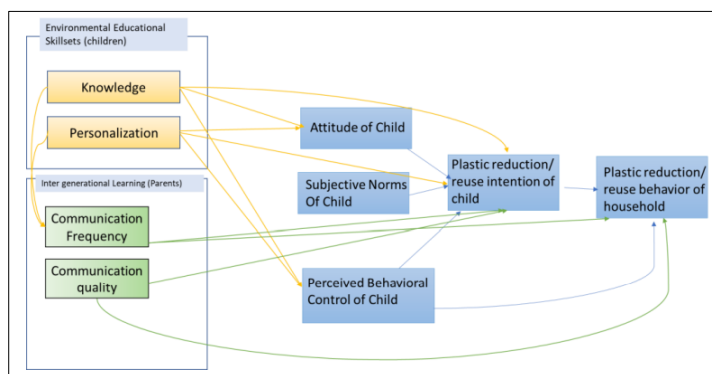 Environmental Educational
Skillsets (children)
Knowledge
Personalization
Inter generational Learning (Parents)
Communication
Frequency
Communication
quality
Attitude of Child
Subjective Norms
Of Child
Perceived Behavioral
Control of Child
Plastic reduction/
reuse intention of
child
Plastic reduction/
reuse behavior of
household